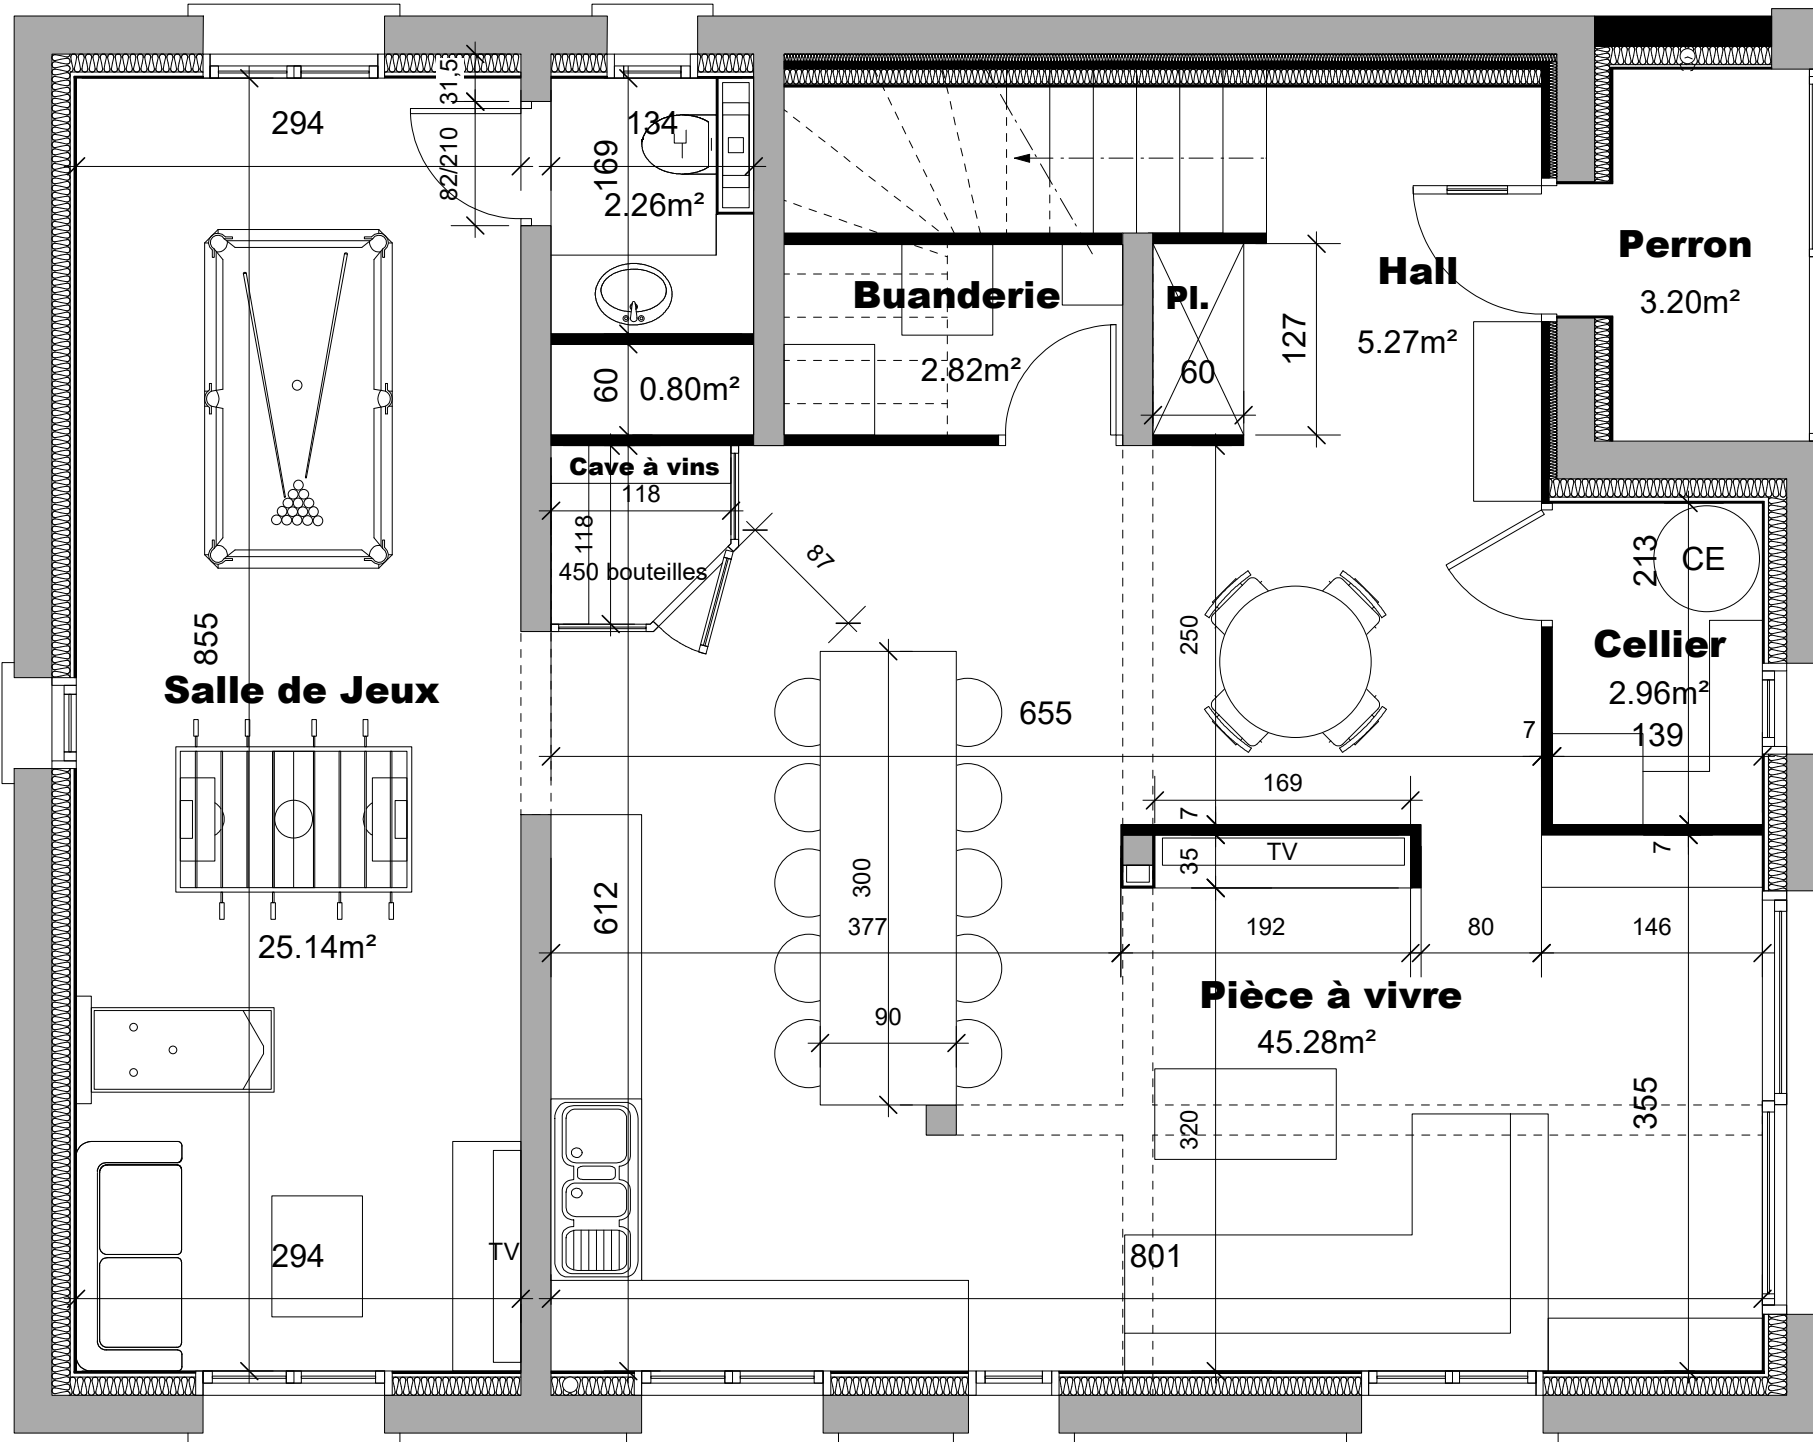 31,5
294
134
82/210
169
2.26m²
Perron
3.20m²
Hall
5.27m²
Buanderie
2.82m²
Pl.
60
127
60
0.80m²
Cave à vins
118
118
450 bouteilles
87
213
CE
Cellier
2.96m²
139
7
855
Salle de Jeux
250
655
169
7
TV
35
7
300
612
377
192
80
146
25.14m²
Pièce à vivre
45.28m²
90
320
355
294
TV
801